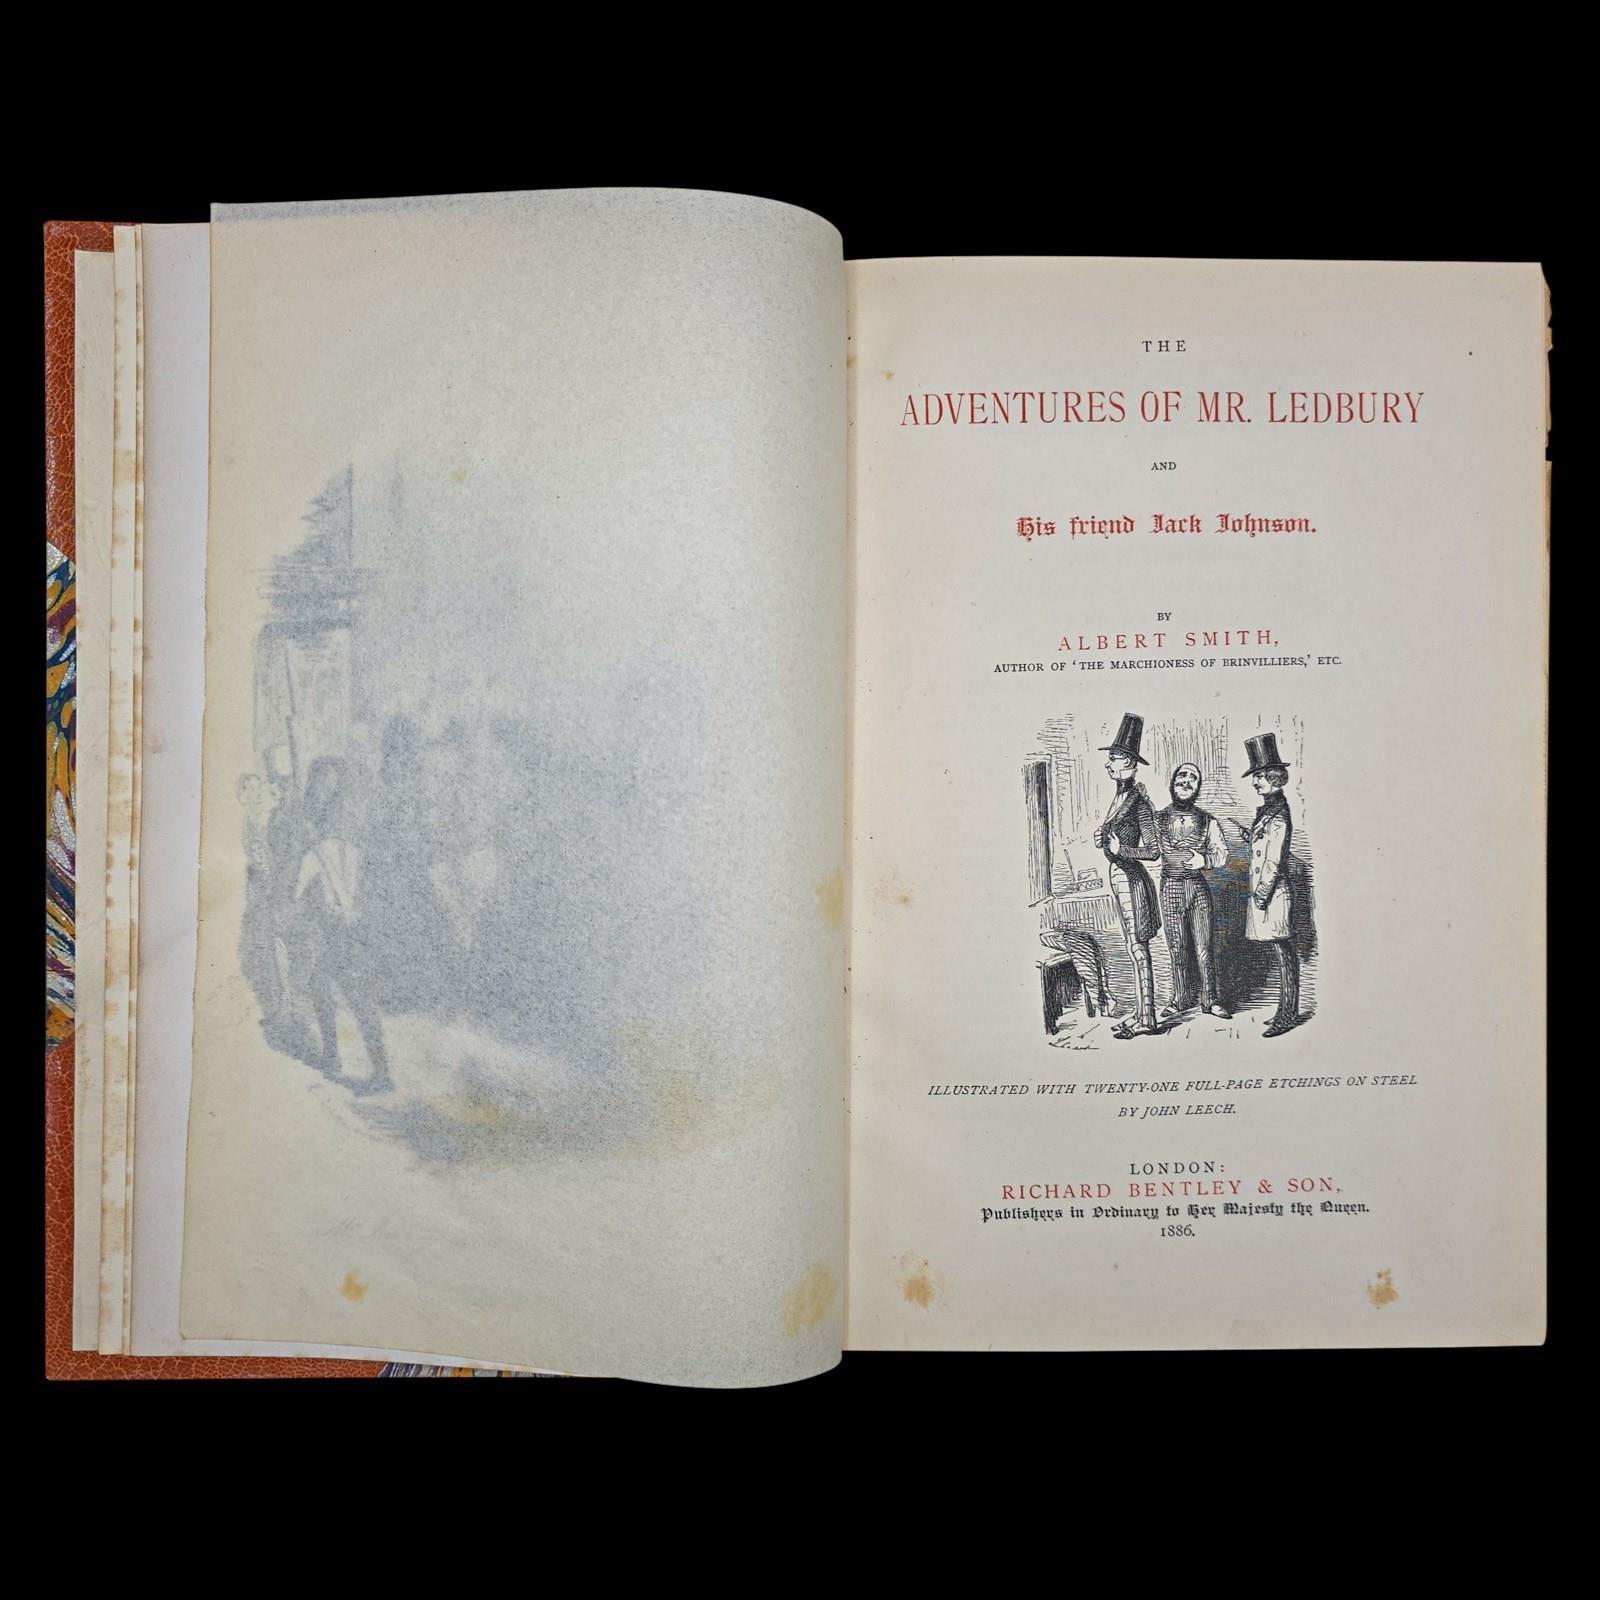 THE
ADVENTURES OF MR. LEDBURY
AND
His friend Jack Johnson.
BY
ALBERT SMITH,
AUTHOR OF ‘THE MARCHIONESS OF BRINVILLIERS,’ ETC.
ILLUSTRATED WITH TWENTY-ONE FULL-PAGE ETCHINGS ON STEEL
BY JOHN LEECH.
LONDON:
RICHARD BENTLEY & SON,
Publishers in Ordinary to Her Majesty the Queen.
1886.